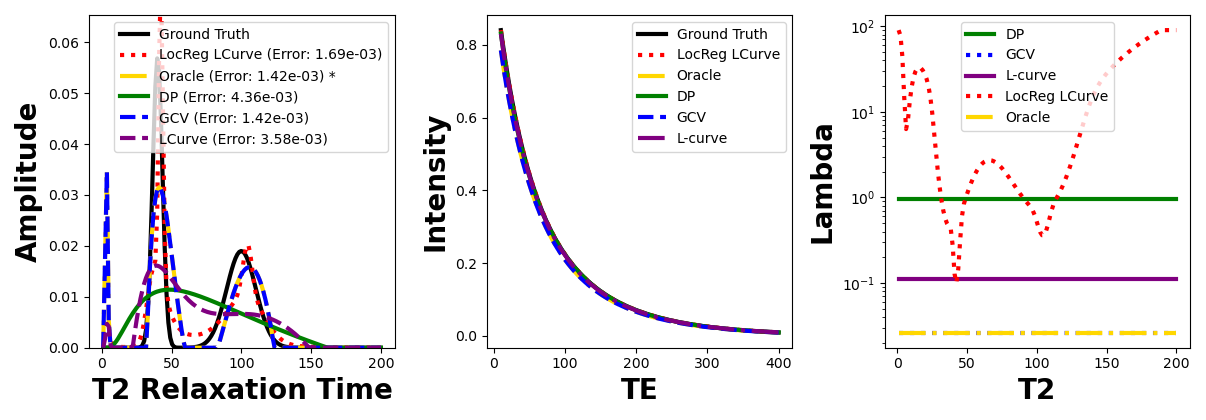 Amplitude
0.06
0.05
0.04
0.03
0.02
0.01
0.00
Ground Truth
LocReg LCurve (Error: 1.69e-03)
Oracle (Error: 1.42e-03) *
DP (Error: 4.36e-03)
GCV (Error: 1.42e-03)
LCurve (Error: 3.58e-03)
0 50 100 150 200
T2 Relaxation Time
Intensity
0.8
0.6
0.4
0.2
0.0
Ground Truth
LocReg LCurve
Oracle
DP
GCV
L-curve
0 100 200 300 400
TE
Lambda
10²
10¹
10⁰
10⁻¹
DP
GCV
L-curve
LocReg LCurve
Oracle
0 50 100 150 200
T2